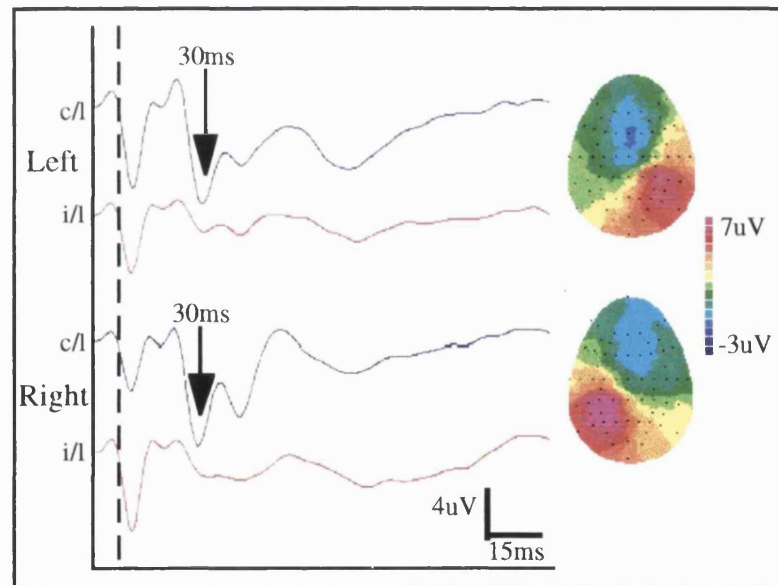 30ms
c/l
Left
i/l
7uV
30ms
c/l
-3uV
Right
i/l
4uV
15ms